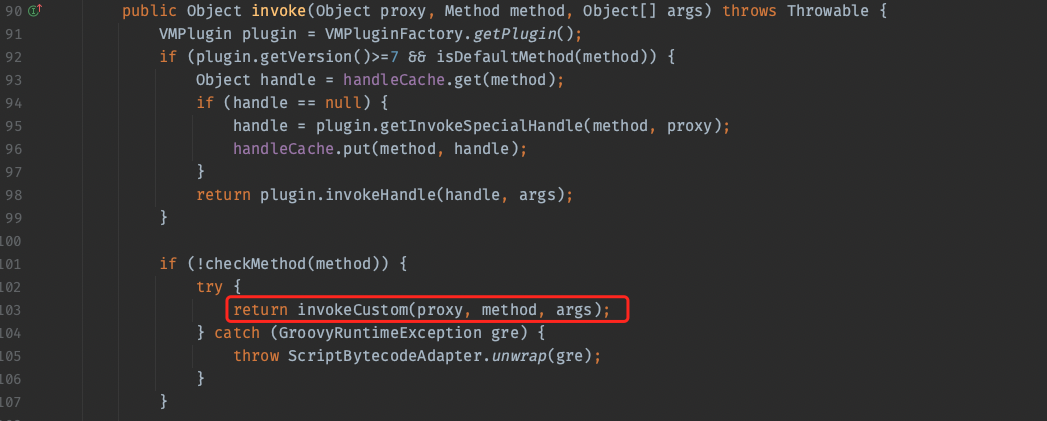 90 public Object invoke(Object proxy, Method method, Object[] args) throws Throwable {
91 VMPlugin plugin = VMPluginFactory.getPlugin();
92 if (plugin.getVersion()>=7 && isDefaultMethod(method)) {
93 Object handle = handleCache.get(method);
94 if (handle == null) {
95 handle = plugin.getInvokeSpecialHandle(method, proxy);
96 handleCache.put(method, handle);
97 }
98 return plugin.invokeHandle(handle, args);
99 }
100
101 if (!checkMethod(method)) {
102 try {
103 return invokeCustom(proxy, method, args);
104 } catch (GroovyRuntimeException gre) {
105 throw ScriptBytecodeAdapter.unwrap(gre);
106 }
107 }